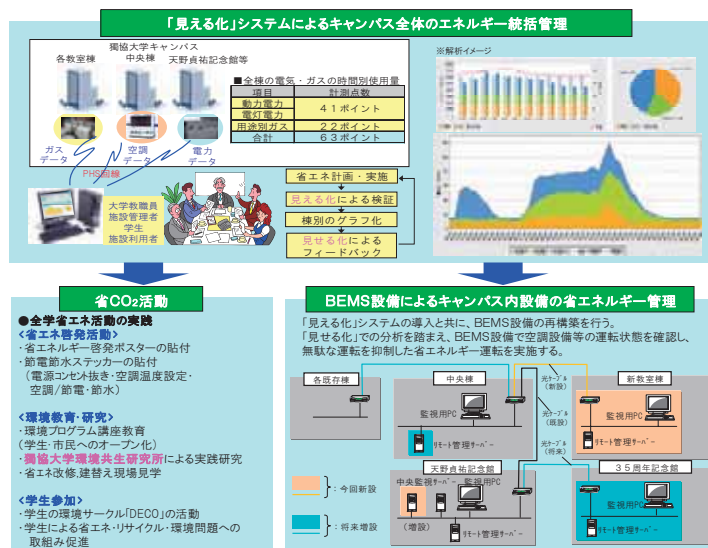 「見える化」システムによるキャンパス全体のエネルギー統括管理
獨協大学キャンパス
各教室棟
中央棟
天野貞祐記念館等
ガス
データ
空調
データ
電力
データ
PHS回線
大学教職員
施設管理者
学生
施設利用者
■全棟の電気・ガスの時間別使用量
項目 計測点数
動力電力
電灯電力
41ポイント
用途別ガス 22ポイント
合計 63ポイント
省エネ計画・実施
見える化による検証
棟別のグラフ化
見せる化による
フィードバック
※解析イメージ
省CO₂活動
●全学省エネ活動の実践
<省エネ啓発活動>
・省エネルギー啓発ポスターの貼付
・節電節水ステッカーの貼付
（電源コンセント抜き・空調温度設定・
空調/節電・節水）
<環境教育・研究>
・環境プログラム講座教育
（学生・市民へのオープン化）
・獨協大学環境共生研究所による実践研究
・省エネ改修,建替え現場見学
<学生参加>
・学生の環境サークル「DECO」の活動
・学生による省エネ・リサイクル・環境問題への
取組み促進
BEMS設備によるキャンパス内設備の省エネルギー管理
「見える化」システムの導入と共に、BEMS設備の再構築を行う。
「見せる化」での分析を踏まえ、BEMS設備で空調設備等の運転状態を確認し、
無駄な運転を抑制した省エネルギー運転を実施する。
各既存棟
中央棟
監視用PC
リモート管理サーバー
光ケーブル
（新設）
光ケーブル
（既設）
光ケーブル
（将来）
新教室棟
監視用PC
リモート管理サーバー
天野貞祐記念館
中央監視サーバー
監視用PC
（増設）
リモート管理サーバー
35周年記念館
監視用PC
リモート管理サーバー
：今回新設
：将来増設